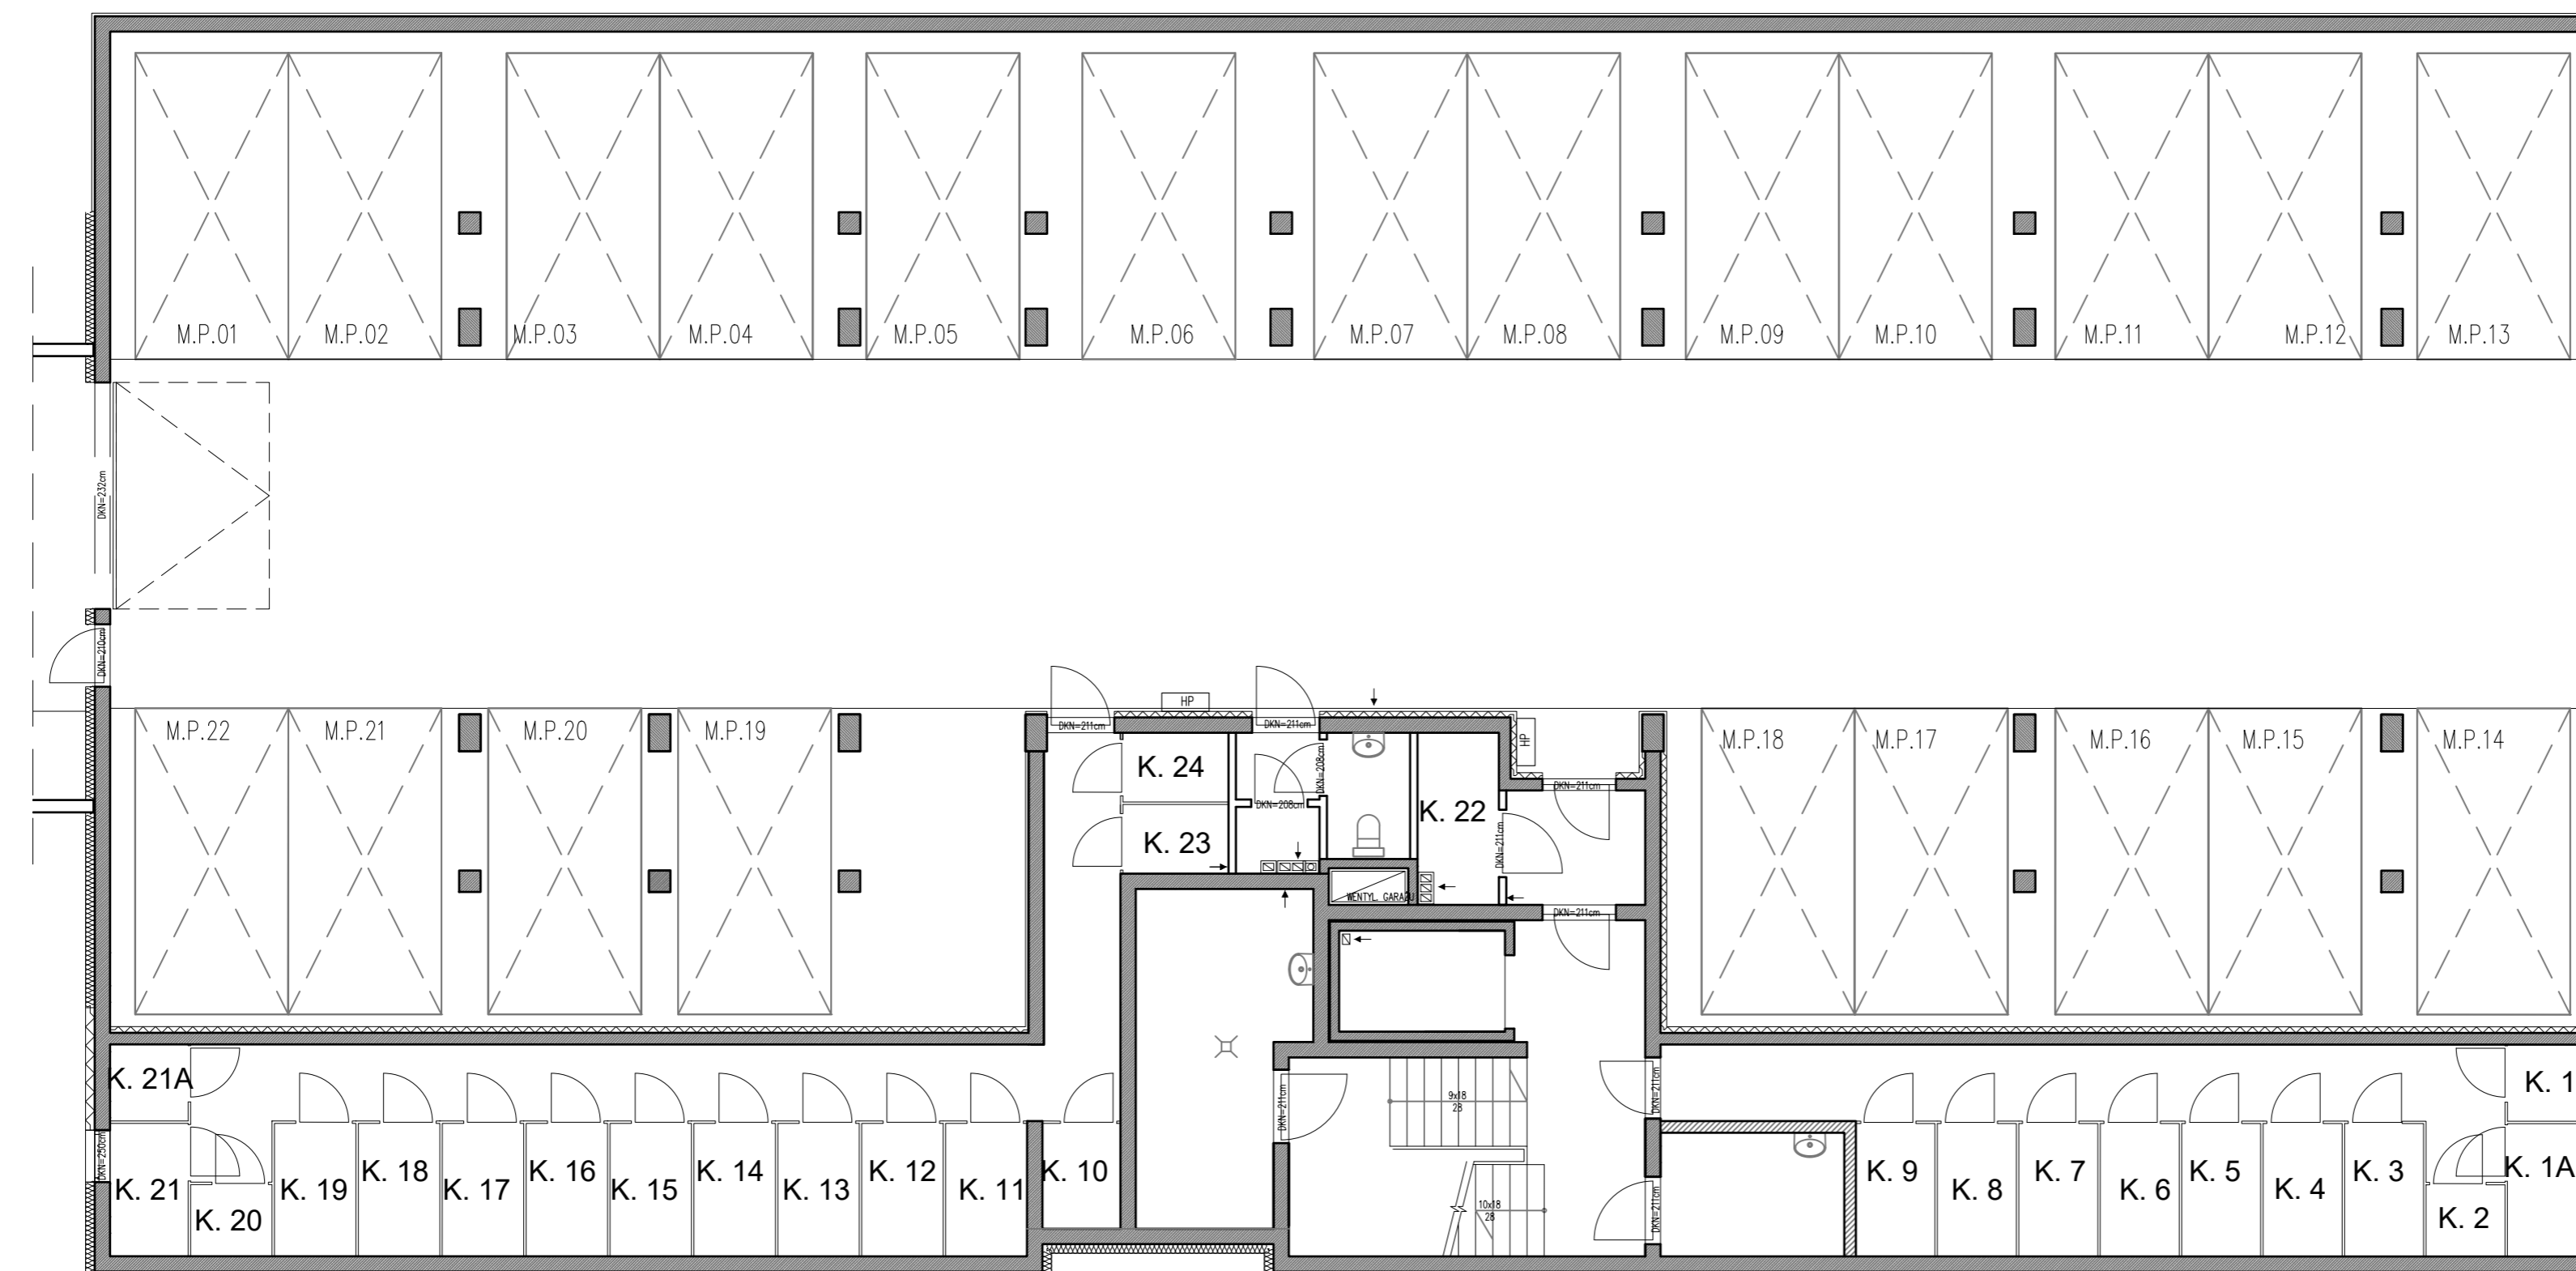 M.P.01
M.P.02
M.P.03
M.P.04
M.P.05
M.P.06
M.P.07
M.P.08
M.P.09
M.P.10
M.P.11
M.P.12
M.P.13
DKN=232cm
DKN=210cm
HP
DKN=211cm
DKN=211cm
M.P.22
M.P.21
M.P.20
M.P.19
HP
M.P.18
M.P.17
M.P.16
M.P.15
M.P.14
K. 24
DKN=208cm
DKN=208cm
DKN=211cm
K. 22
K. 23
DKN=211cm
WENTYL. GARAŻU
DKN=211cm
K. 21A
K. 1
DKN=211cm
9x18
28
DKN=211cm
DKN=250cm
K. 21
K. 20
K. 19
K. 18
K. 17
K. 16
K. 15
K. 14
K. 13
K. 12
K. 11
K. 10
10x18
28
DKN=211cm
K. 9
K. 8
K. 7
K. 6
K. 5
K. 4
K. 3
K. 2
K. 1A